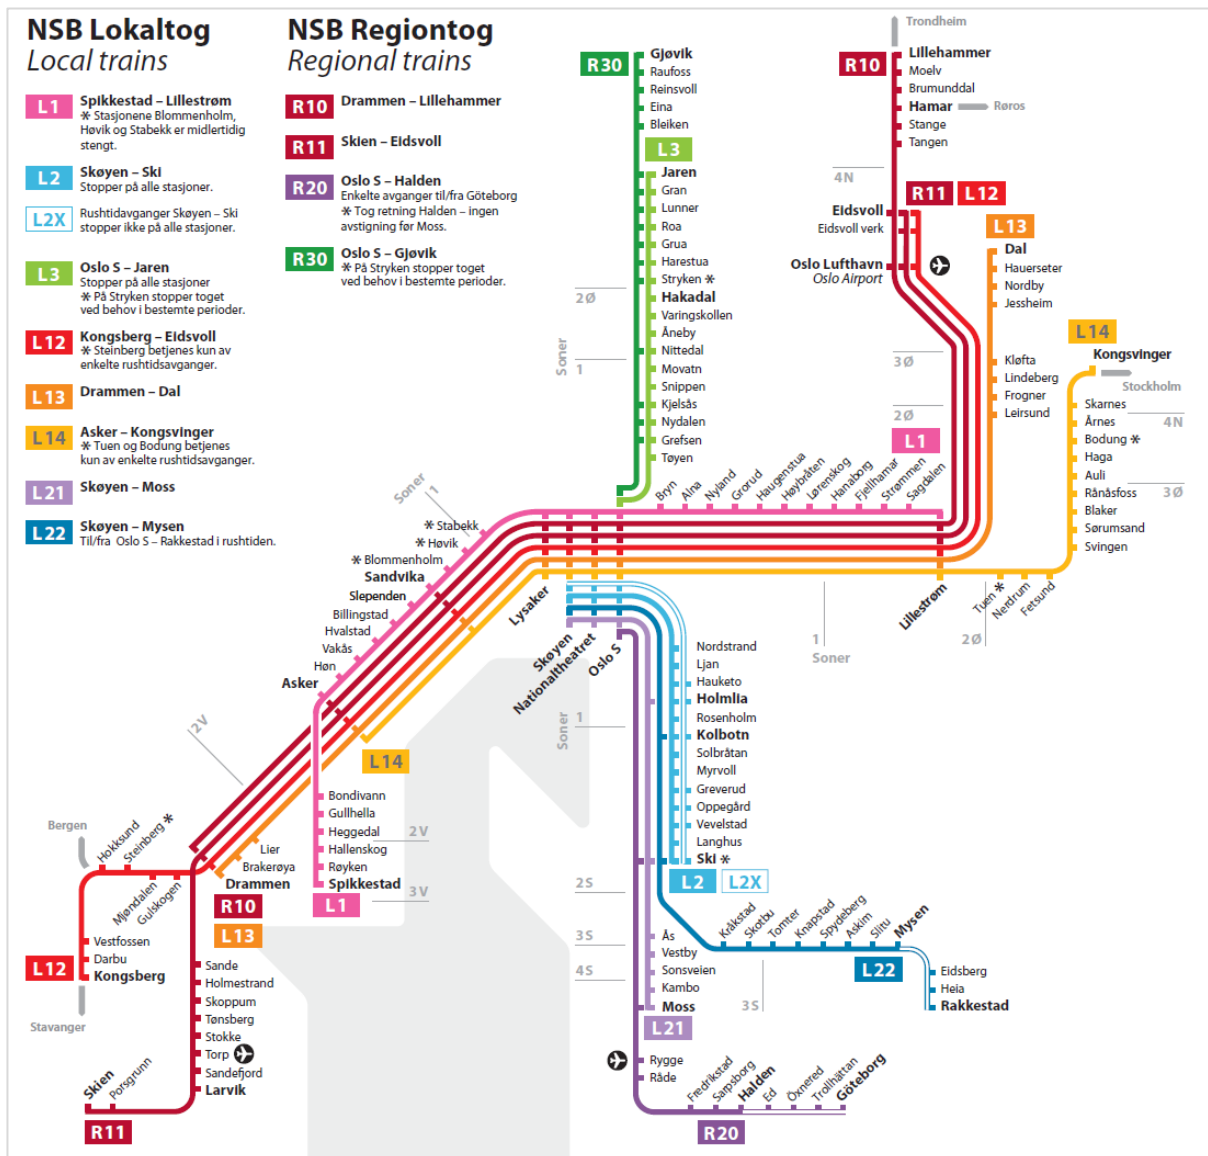 NSB Lokaltog
Local trains
L1
Spikkestad – Lillestrøm
* Stasjonene Blommenholm,
Høvik og Stabekk er midlertidig
stengt.
L2
Skøyen – Ski
Stopper på alle stasjoner.
L2X
Rushtidavganger Skøyen – Ski
stopper ikke på alle stasjoner.
L3
Oslo S – Jaren
Stopper på alle stasjoner
* På Stryken stopper toget
ved behov i bestemte perioder.
L12
Kongsberg – Eidsvoll
* Steinberg betjenes kun av
enkelte rushtidsavganger.
L13
Drammen – Dal
L14
Asker – Kongsvinger
* Tuen og Bodung betjenes
kun av enkelte rushtidsavganger.
L21
Skøyen – Moss
L22
Skøyen – Mysen
Til/fra Oslo S – Rakkestad i rushtiden.
NSB Regiontog
Regional trains
R10
Drammen – Lillehammer
R11
Skien – Eidsvoll
R20
Oslo S – Halden
Enkelte avganger til/fra Göteborg
* Tog retning Halden – ingen
avstigning før Moss.
R30
Oslo S – Gjøvik
* På Stryken stopper toget
ved behov i bestemte perioder.
R30
Gjøvik
Raufoss
Reinsvoll
Eina
Bleiken
L3
Jaren
Gran
Lunner
Roa
Grua
Harestua
Stryken *
2Ø
Hakadal
Varingskollen
Åneby
Nittedal
Soner
1
Movatn
Snippen
Kjelsås
Nydalen
Grefsen
Tøyen
Trondheim
R10
Lillehammer
Moelv
Brumunddal
Hamar
Røros
Stange
Tangen
4N
R11
L12
Eidsvoll
Eidsvoll verk
Oslo Lufthavn
Oslo Airport
L13
Dal
Hauerseter
Nordby
Jessheim
3Ø
Kløfta
Lindeberg
Frogner
Leirsund
2Ø
L14
Kongsvinger
Stockholm
Skarnes
Årnes
4N
Bodung *
Haga
Auli
3Ø
Rånåsfoss
Blaker
Sørumsand
Svingen
L1
Bryn
Alna
Nyland
Grorud
Haugenstua
Høybråten
Lørenskog
Hanaborg
Fjellhamar
Strømmen
Sagdalen
Lillestrøm
Tuen *
Nerdrum
Fetsund
1
Soner
2Ø
Soner
1
* Stabekk
* Høvik
* Blommenholm
Sandvika
Slependen
Billingstad
Hvalstad
Vakås
Høn
Asker
Lysaker
Skøyen
Nationaltheatret
Oslo S
2V
L14
Bondivann
Gullhella
Heggedal
2V
Hallenskog
Røyken
Spikkestad
3V
L1
Bergen
Hokksund
Steinberg *
Mjøndalen
Gulskogen
Lier
Brakerøya
Drammen
R10
L13
Vestfossen
Darbu
L12
Kongsberg
Stavanger
Sande
Holmestrand
Skoppum
Tønsberg
Stokke
Torp
Sandefjord
Larvik
Skien
Porsgrunn
R11
Nordstrand
Ljan
Hauketo
Holmlia
Rosenholm
Soner
1
Kolbotn
Solbråtan
Myrvoll
Greverud
Oppegård
Vevelstad
Langhus
Ski *
L2
L2X
2S
3S
4S
Ås
Vestby
Sonsveien
Kambo
Moss
L21
Kråkstad
Skotbu
Tomter
Knapstad
Spydeberg
Askim
Slitu
Mysen
3S
L22
Eidsberg
Heia
Rakkestad
Rygge
Råde
Fredrikstad
Sarpsborg
Halden
Ed
Öxnered
Trollhättan
Göteborg
R20